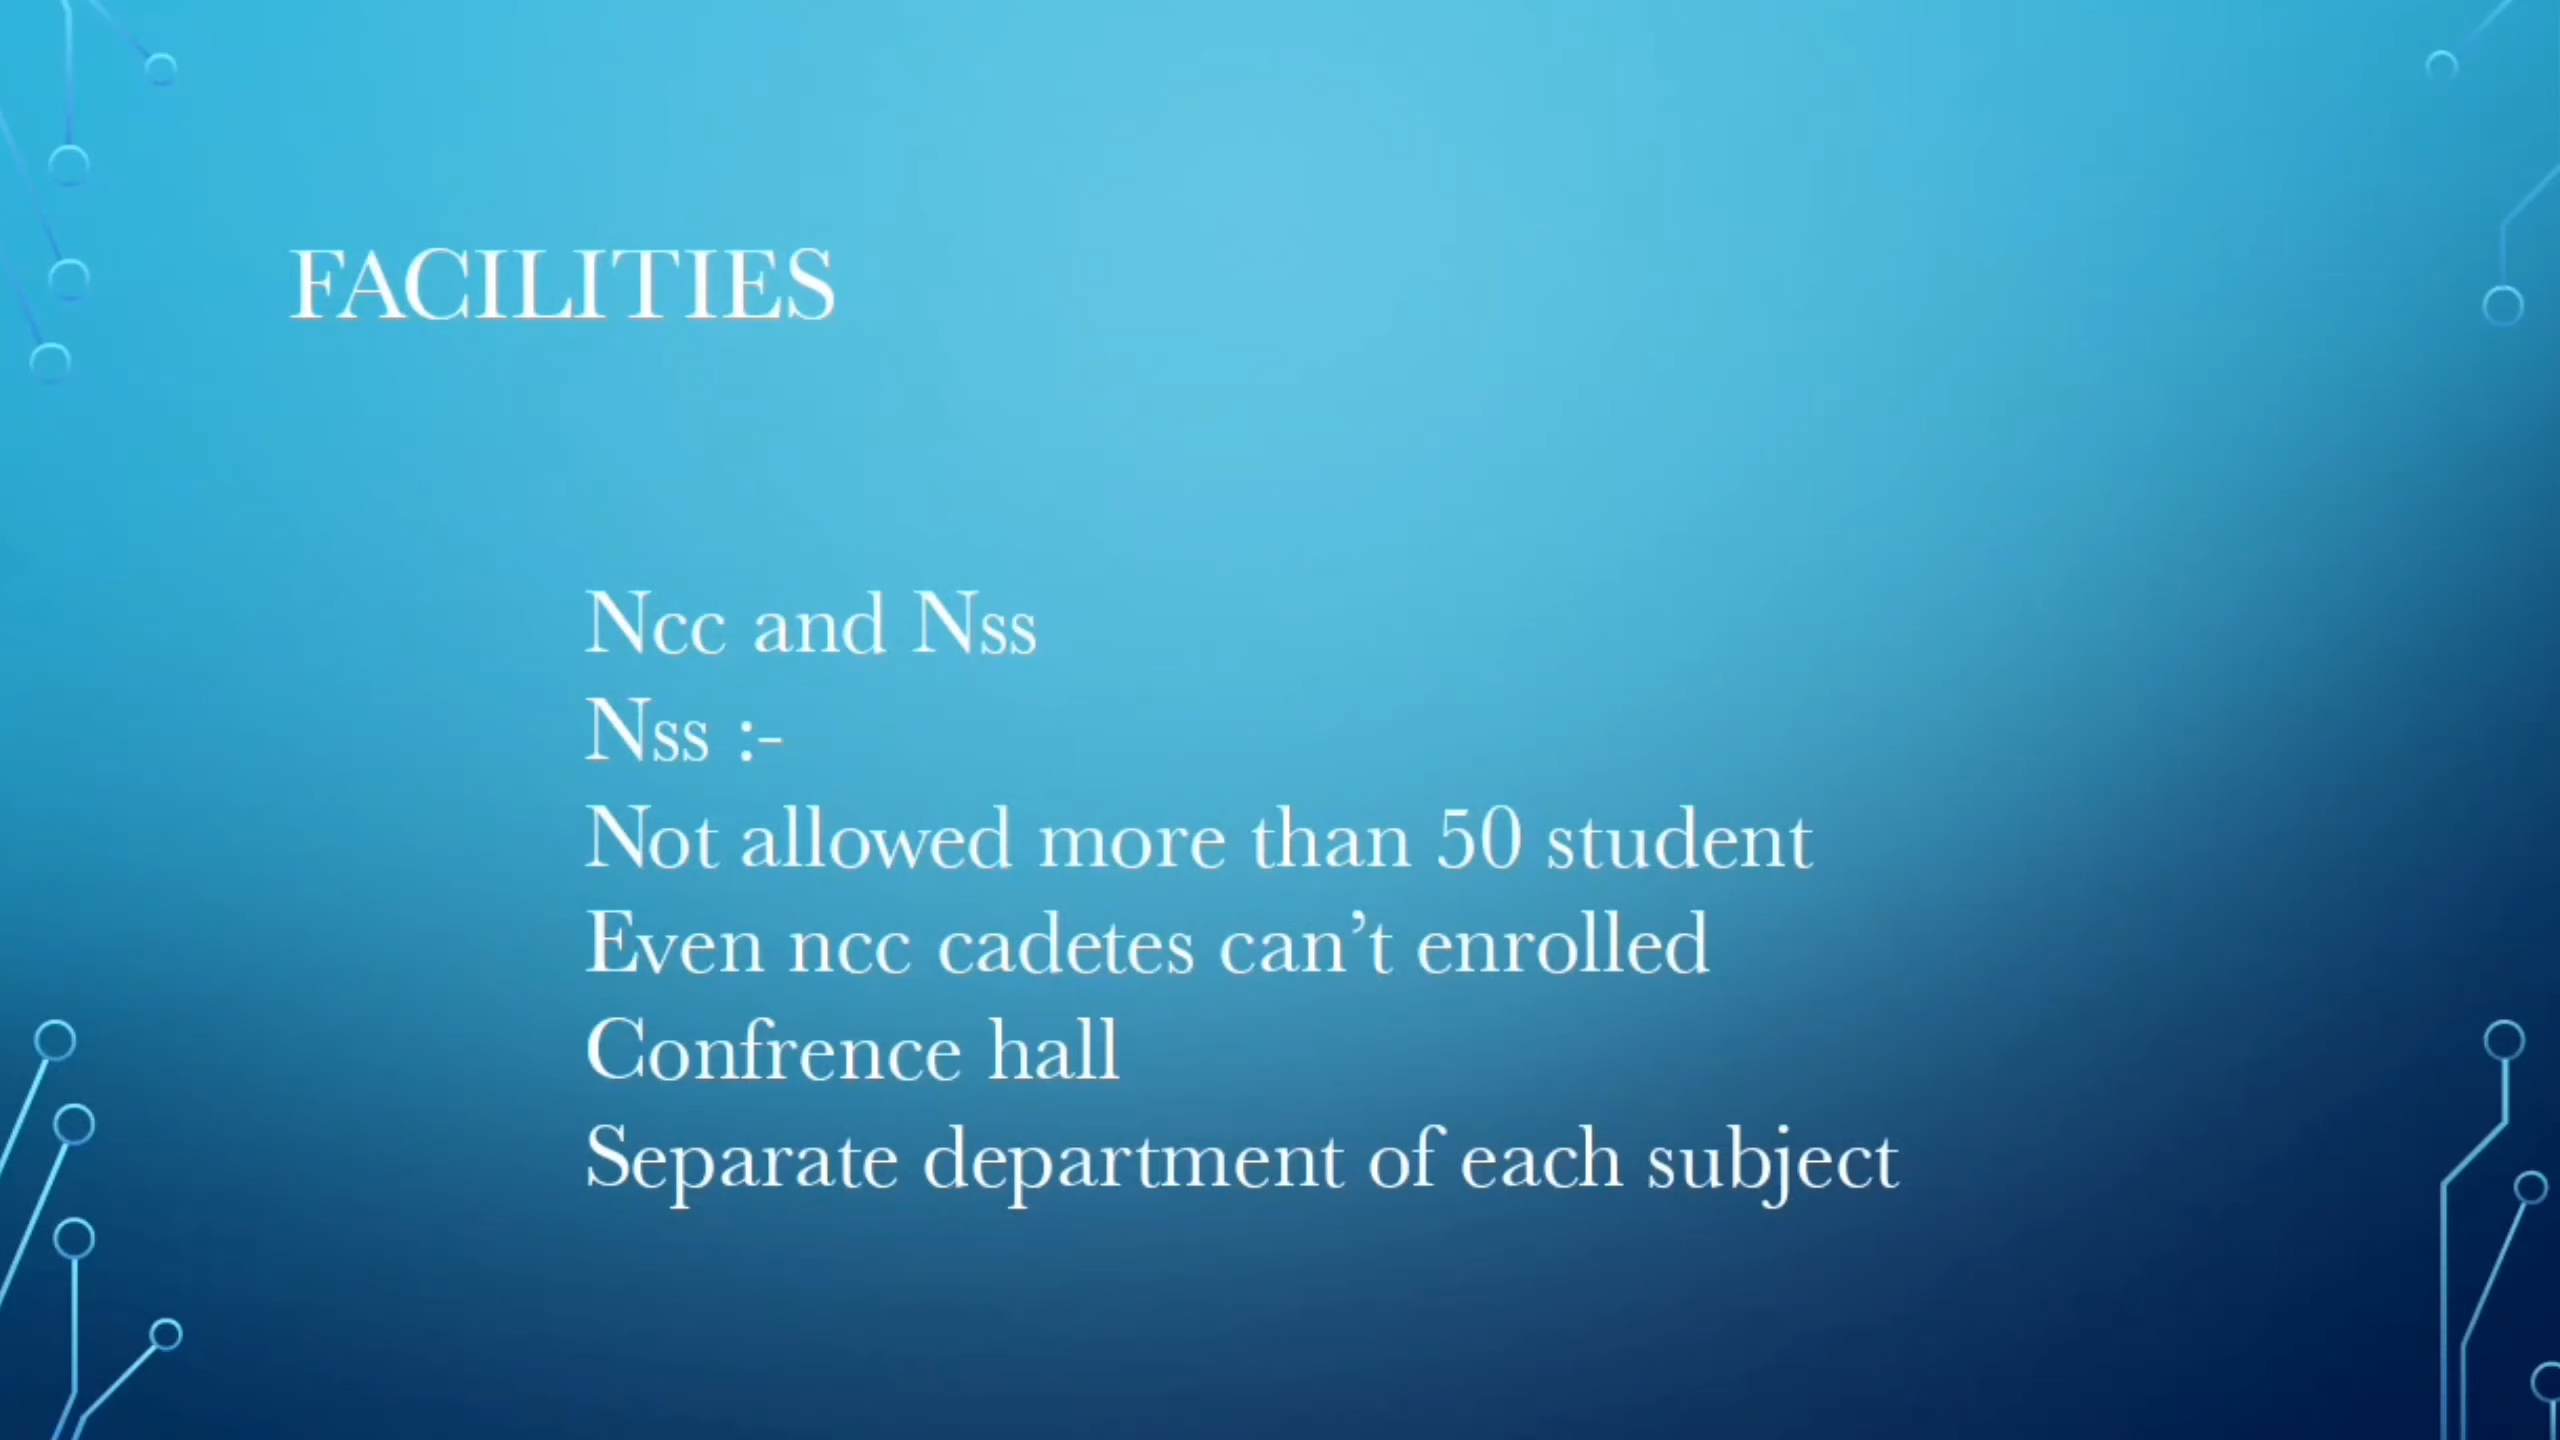 FACILITIES
Ncc and Nss
Nss :-
Not allowed more than 50 student
Even ncc cadetes can’t enrolled
Confrence hall
Separate department of each subject